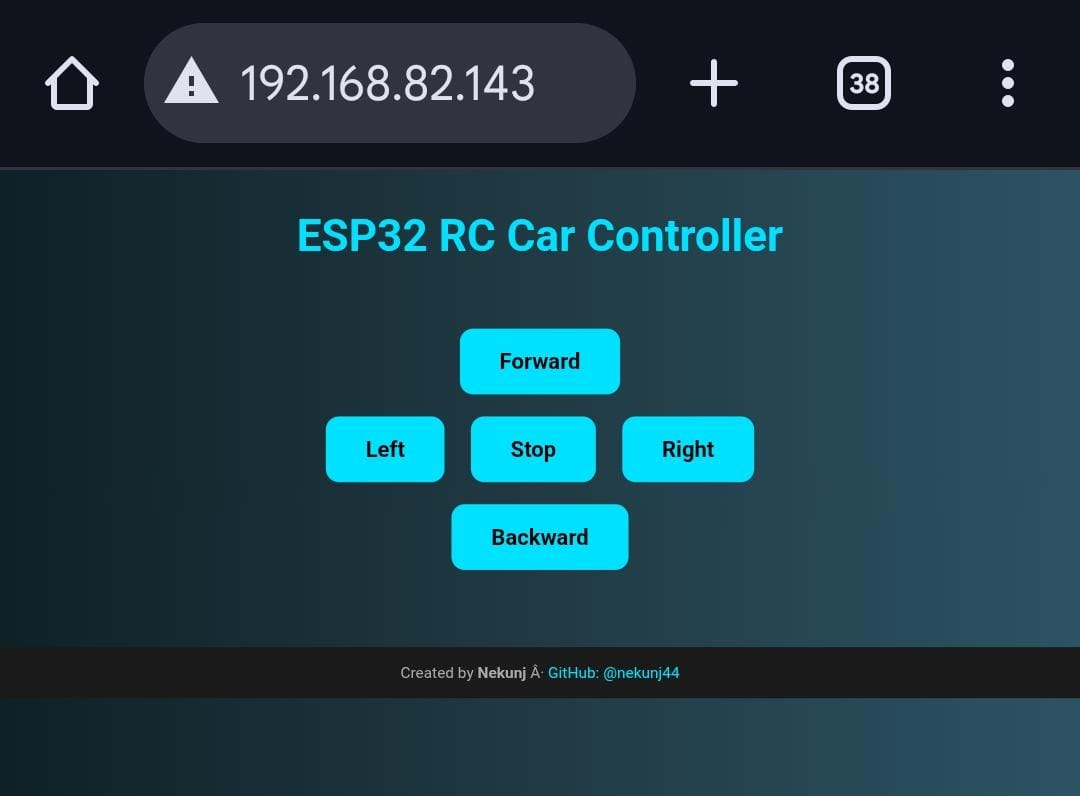 192.168.82.143
38
ESP32 RC Car Controller
Forward
Left Stop Right
Backward
Created by Nekunj Â· GitHub: @nekunj44